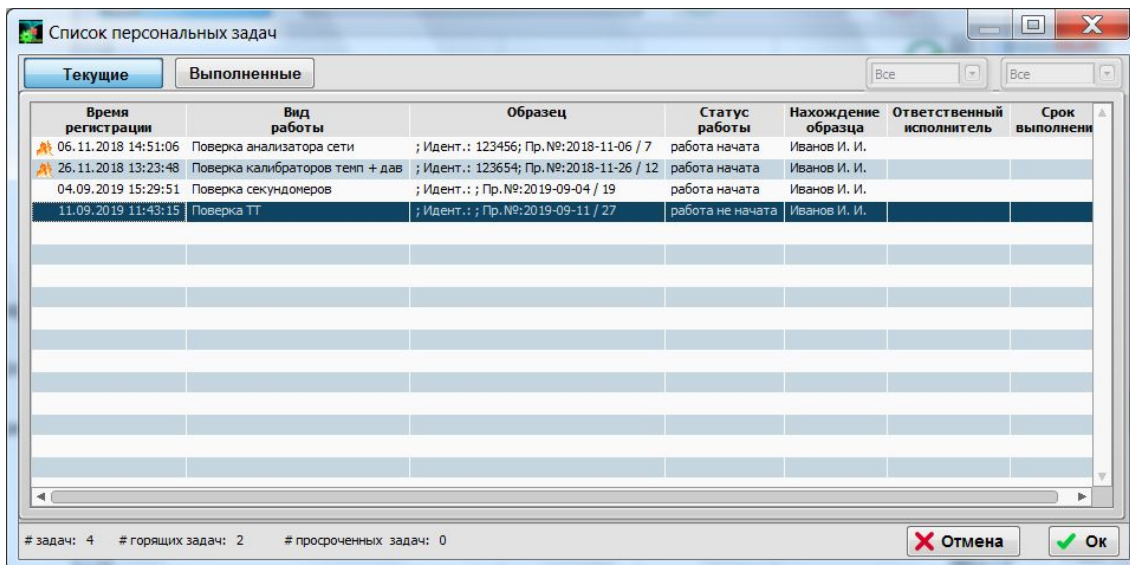 Список персональных задач
Текущие Выполненные Все Все
Время регистрации Вид работы Образец Статус работы Нахождение образца Ответственный исполнитель Срок выполнени
06.11.2018 14:51:06 Поверка анализатора сети ; Идент.: 123456; Пр.№:2018-11-06 / 7 работа начата Иванов И. И.
26.11.2018 13:23:48 Поверка калибраторов темп + дав ; Идент.: 123654; Пр.№:2018-11-26 / 12 работа начата Иванов И. И.
04.09.2019 15:29:51 Поверка секундомеров ; Идент.: ; Пр.№:2019-09-04 / 19 работа начата Иванов И. И.
11.09.2019 11:43:15 Поверка ТТ ; Идент.: ; Пр.№:2019-09-11 / 27 работа не начата Иванов И. И.
# задач: 4 # горящих задач: 2 # просроченных задач: 0 Отмена Ок